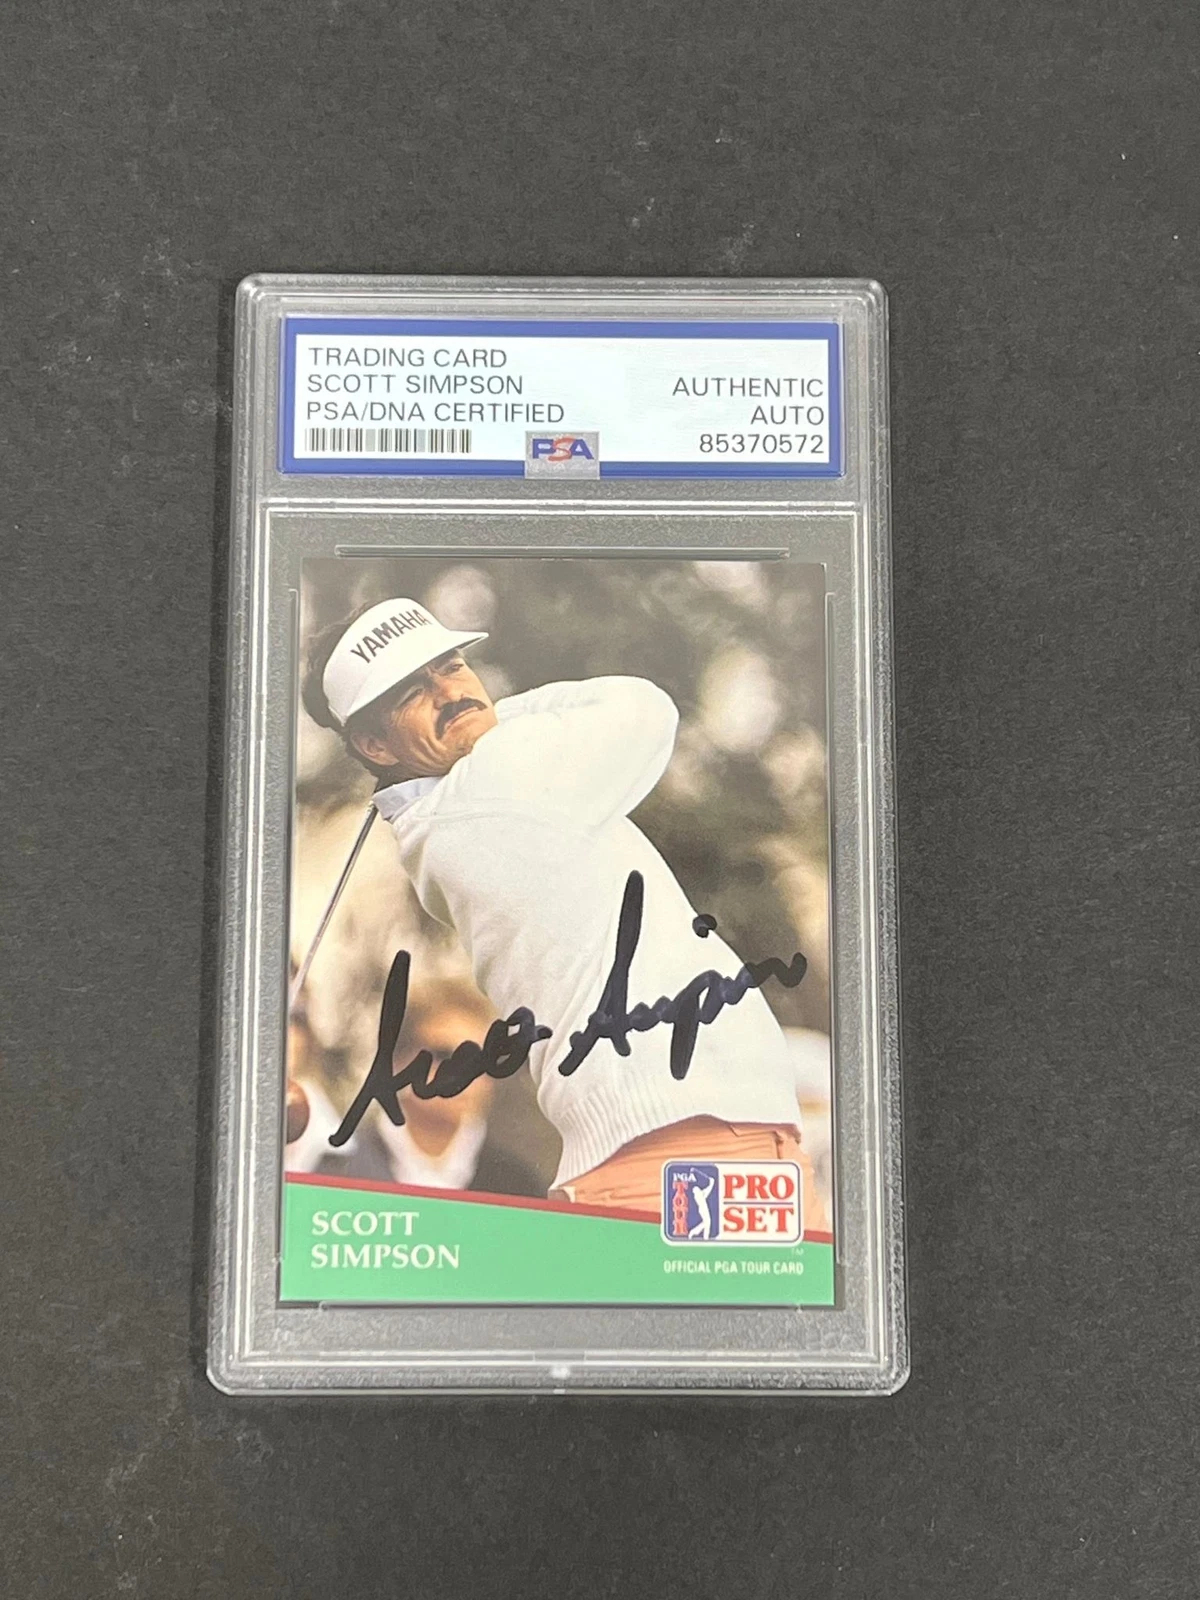 TRADING CARD
SCOTT SIMPSON
PSA/DNA CERTIFIED
AUTHENTIC
AUTO
85370572
PSA
YAMAHA
Scott Simpson
PGA
TOUR
PRO
SET
TM
SCOTT
SIMPSON
OFFICIAL PGA TOUR CARD